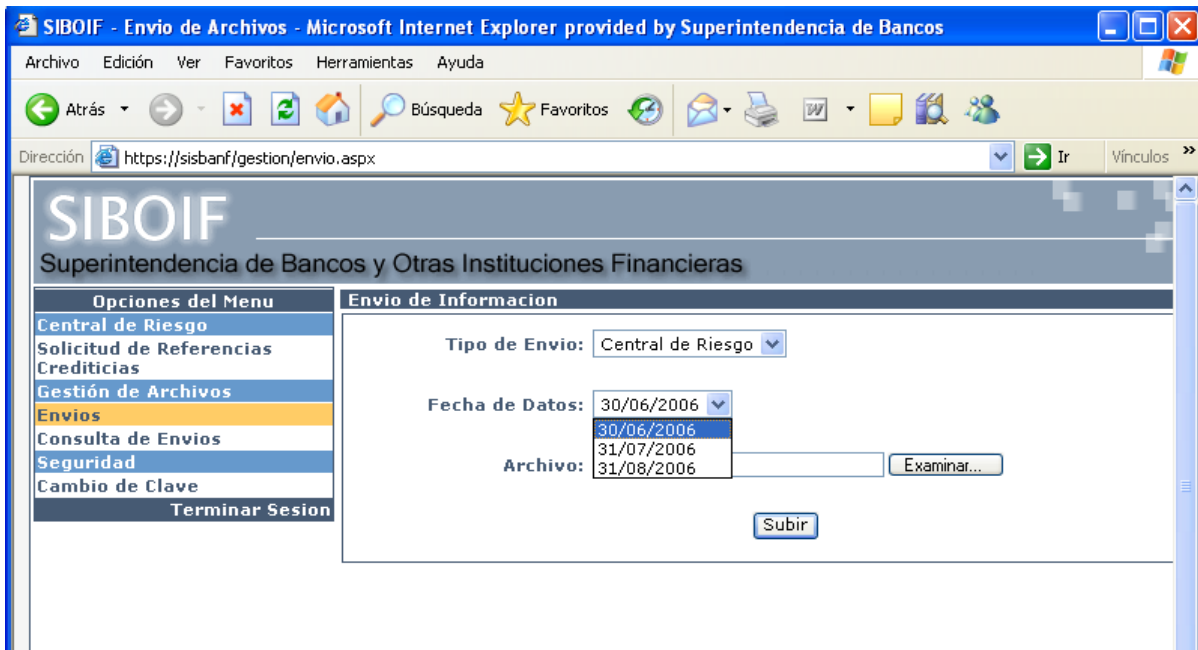 SIBOIF - Envio de Archivos - Microsoft Internet Explorer provided by Superintendencia de Bancos
Archivo Edición Ver Favoritos Herramientas Ayuda
Atrás Búsqueda Favoritos
Dirección https://sisbanf/gestion/envio.aspx Ir Vínculos »
SIBOIF
Superintendencia de Bancos y Otras Instituciones Financieras
Opciones del Menu
Central de Riesgo
Solicitud de Referencias
Crediticias
Gestión de Archivos
Envios
Consulta de Envios
Seguridad
Cambio de Clave
Terminar Sesion
Envio de Informacion
Tipo de Envio: Central de Riesgo
Fecha de Datos: 30/06/2006
30/06/2006
31/07/2006
31/08/2006
Archivo: Examinar...
Subir